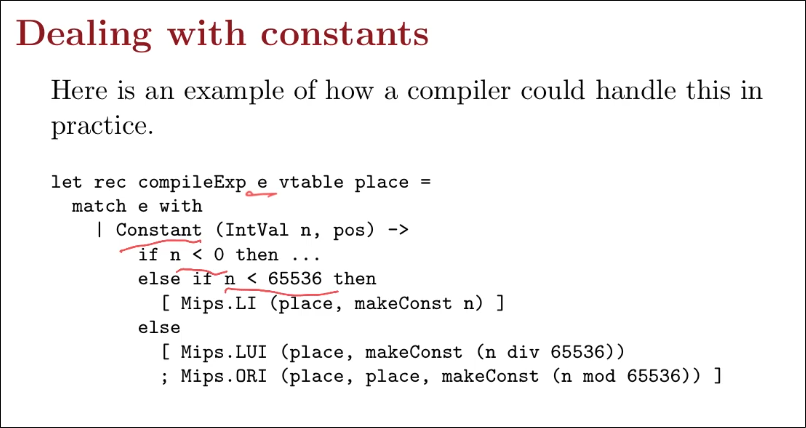 Dealing with constants
Here is an example of how a compiler could handle this in
practice.
let rec compileExp e vtable place =
  match e with
    | Constant (IntVal n, pos) ->
        if n < 0 then ...
        else if n < 65536 then
          [ Mips.LI (place, makeConst n) ]
        else
          [ Mips.LUI (place, makeConst (n div 65536))
          ; Mips.ORI (place, place, makeConst (n mod 65536)) ]